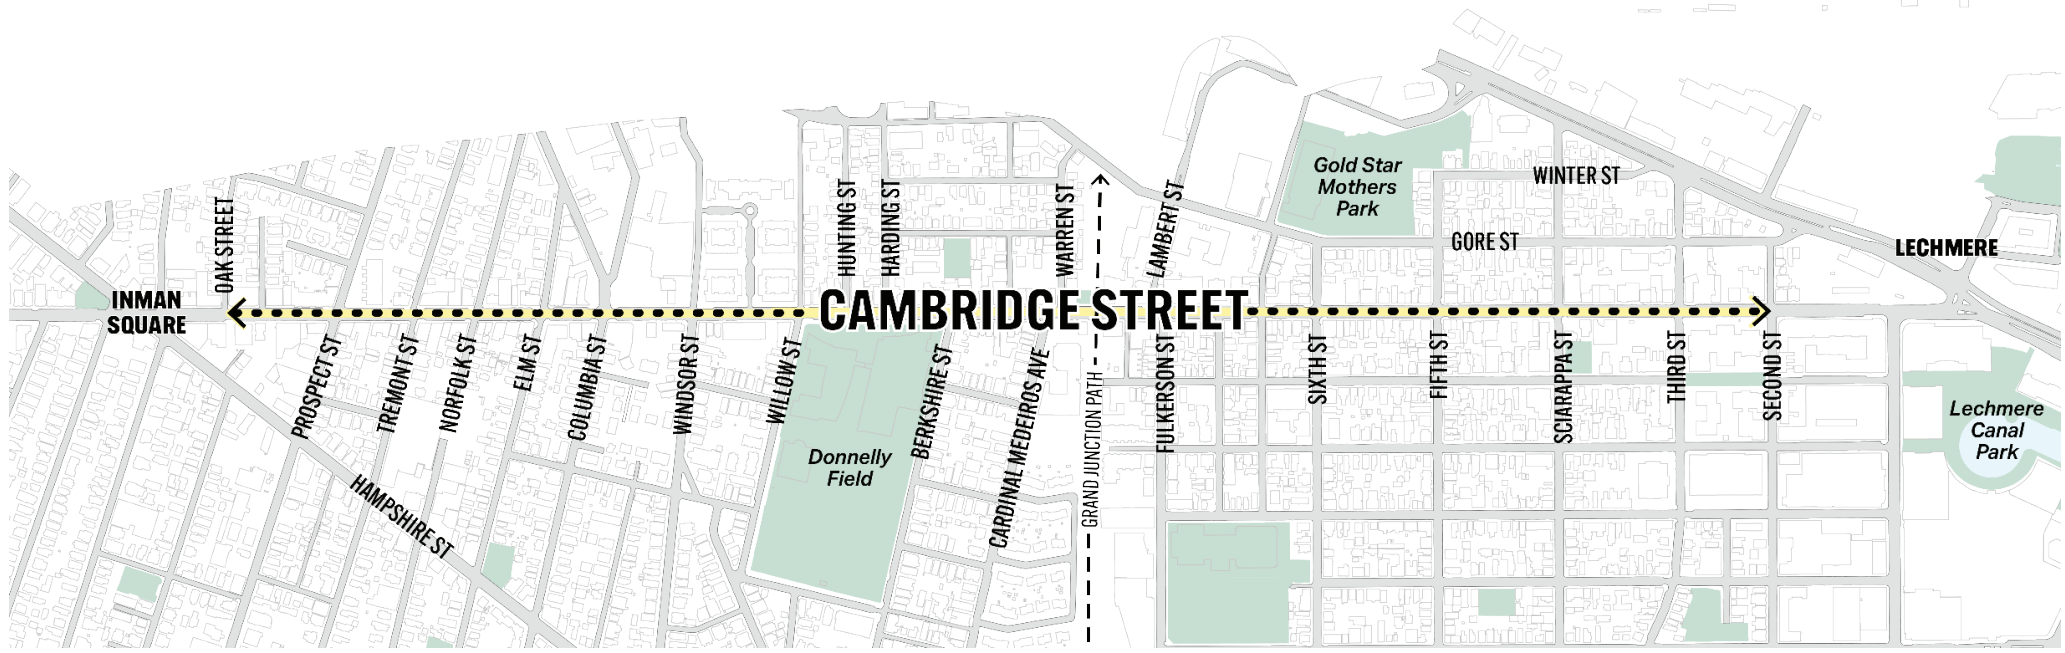 Gold Star
Mothers
Park
WINTER ST
OAK STREET
HUNTING ST
HARDING ST
WARREN ST
LAMBERT ST
GORE ST
LECHMERE
INMAN
SQUARE
CAMBRIDGE STREET
PROSPECT ST
TREMONT ST
NORFOLK ST
ELM ST
COLUMBIA ST
WINDSOR ST
WILLOW ST
BERKSHIRE ST
CARDINAL MEDEIROS AVE
GRAND JUNCTION PATH
FULKERSON ST
SIXTH ST
FIFTH ST
SCIARAPPA ST
THIRD ST
SECOND ST
Lechmere
Canal
Park
Donnelly
Field
HAMPSHIRE ST